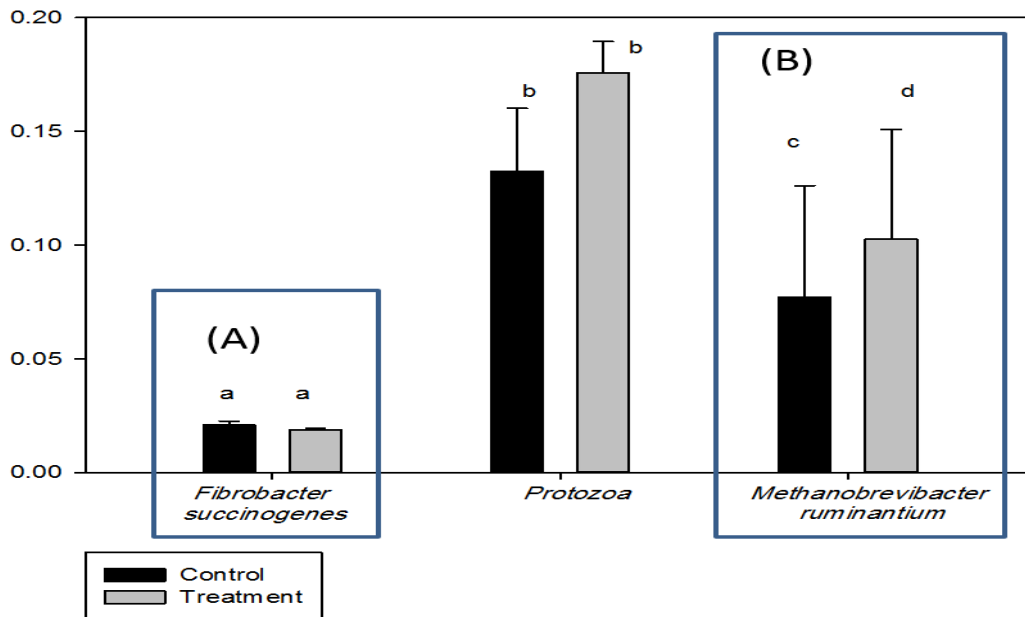 0.20
0.15
0.10
0.05
0.00
(A)
a a
b b
(B)
c d
Fibrobacter
succinogenes
Protozoa
Methanobrevibacter
ruminantium
Control
Treatment